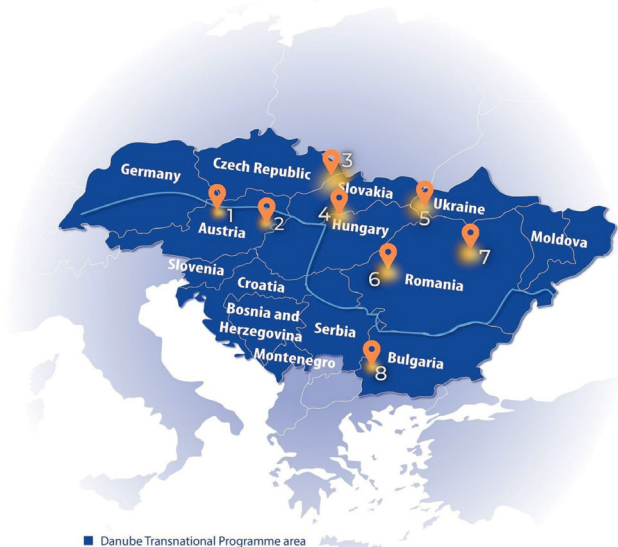 3
Czech Republic
Germany
Slovakia
Ukraine
1
2
4
5
Hungary
Austria
7
Moldova
Slovenia
6
Romania
Croatia
Bosnia and
Herzegovina
Serbia
Montenegro
Bulgaria
8
Danube Transnational Programme area